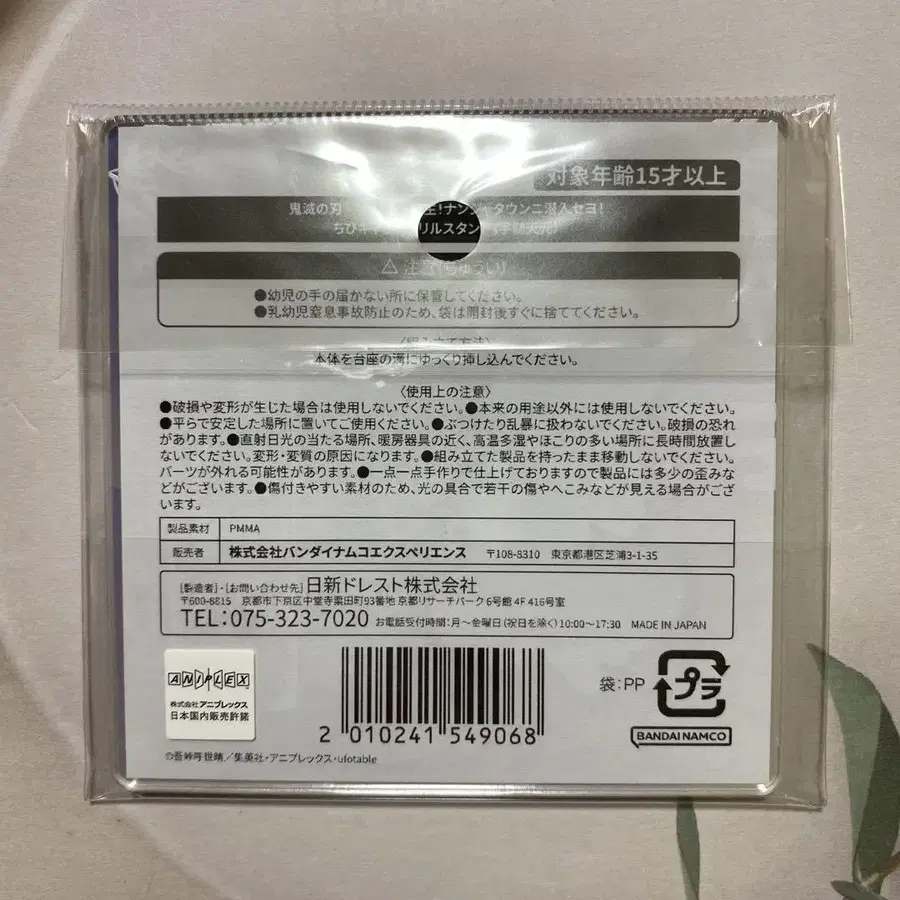 対象年齢15才以上
鬼滅の刃 ナンジャタウンニ潜入セヨ!
リルスタン
⚠注意(ちゅうい)
●幼児の手の届かない所に保管してください。
●乳幼児窒息事故防止のため、袋は開封後すぐに捨ててください。
本体を台座の溝にゆっくり挿し込んでください。
〈使用上の注意〉
●破損や変形が生じた場合は使用しないでください。●本来の用途以外には使用しないでください。
●平らで安定した場所に置いてご使用ください。●ぶつけたり乱暴に扱わないでください。破損の恐れ
があります。●直射日光の当たる場所、暖房器具の近く、高温多湿やほこりの多い場所に長時間放置し
ないでください。変形・変質の原因になります。●組み立てた製品を持ったまま移動しないでください。
パーツが外れる可能性があります。●一点一点手作りで仕上げておりますので製品には多少の歪みな
どがございます。●傷付きやすい素材のため、光の具合で若干の傷やへこみなどが見える場合がござ
います。
製品素材 PMMA
販売者 株式会社バンダイナムコエクスペリエンス 〒108-8310 東京都港区芝浦3-1-35
[製造者]・[お問い合わせ先]日新ドレスト株式会社
〒600-8815 京都市下京区中堂寺粟田町93番地 京都リサーチパーク6号館 4F 416号室
TEL:075-323-7020 お電話受付時間:月〜金曜日(祝日を除く)10:00〜17:30 MADE IN JAPAN
ANIPLEX
株式会社アニプレックス
日本国内販売許諾
2 010241 549068
袋:PP
プラ
BANDAI NAMCO
©吾峠呼世晴/集英社・アニプレックス・ufotable